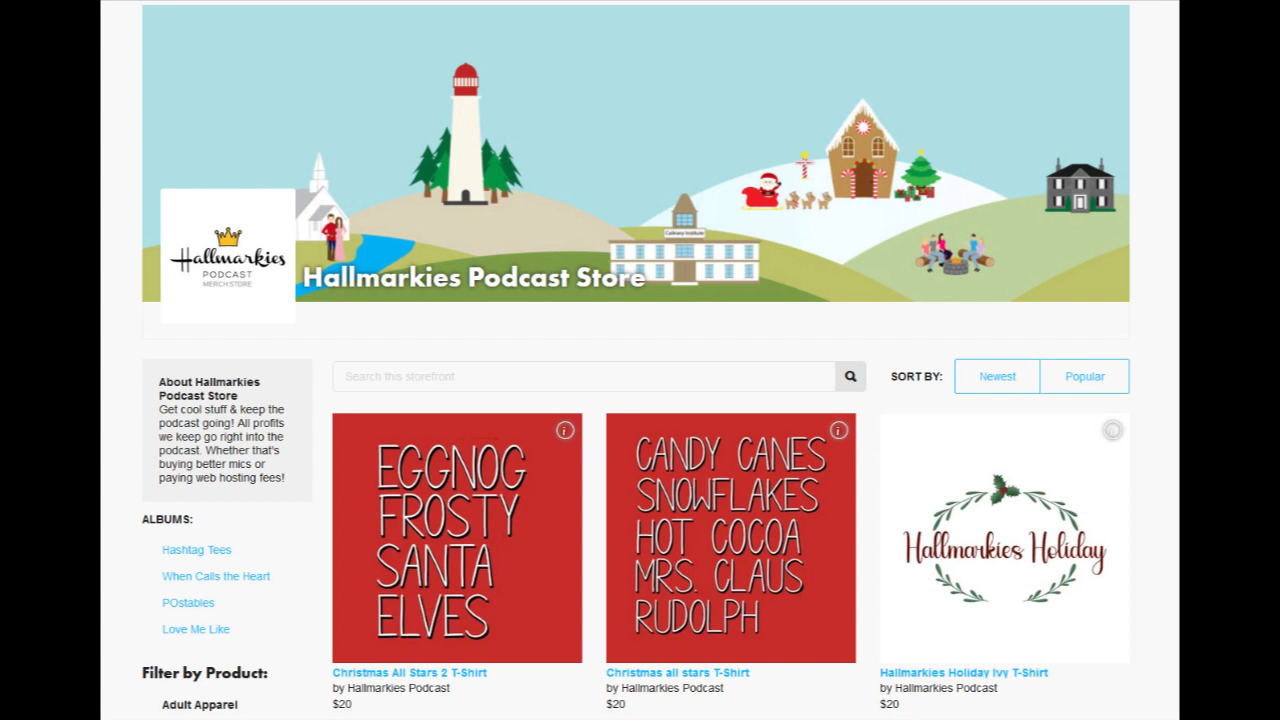 Culinary Institute
Hallmarkies
PODCAST
MERCH STORE
Hallmarkies Podcast Store
About Hallmarkies
Podcast Store
Get cool stuff & keep the
podcast going! All profits
we keep go right into the
podcast. Whether that's
buying better mics or
paying web hosting fees!
ALBUMS:
Hashtag Tees
When Calls the Heart
POstables
Love Me Like
Filter by Product:
Adult Apparel
Search this storefront
SORT BY:
Newest
Popular
EGGNOG
FROSTY
SANTA
ELVES
Christmas All Stars 2 T-Shirt
by Hallmarkies Podcast
$20
CANDY CANES
SNOWFLAKES
HOT COCOA
MRS. CLAUS
RUDOLPH
Christmas all stars T-Shirt
by Hallmarkies Podcast
$20
Hallmarkies Holiday
Hallmarkies Holiday Ivy T-Shirt
by Hallmarkies Podcast
$20